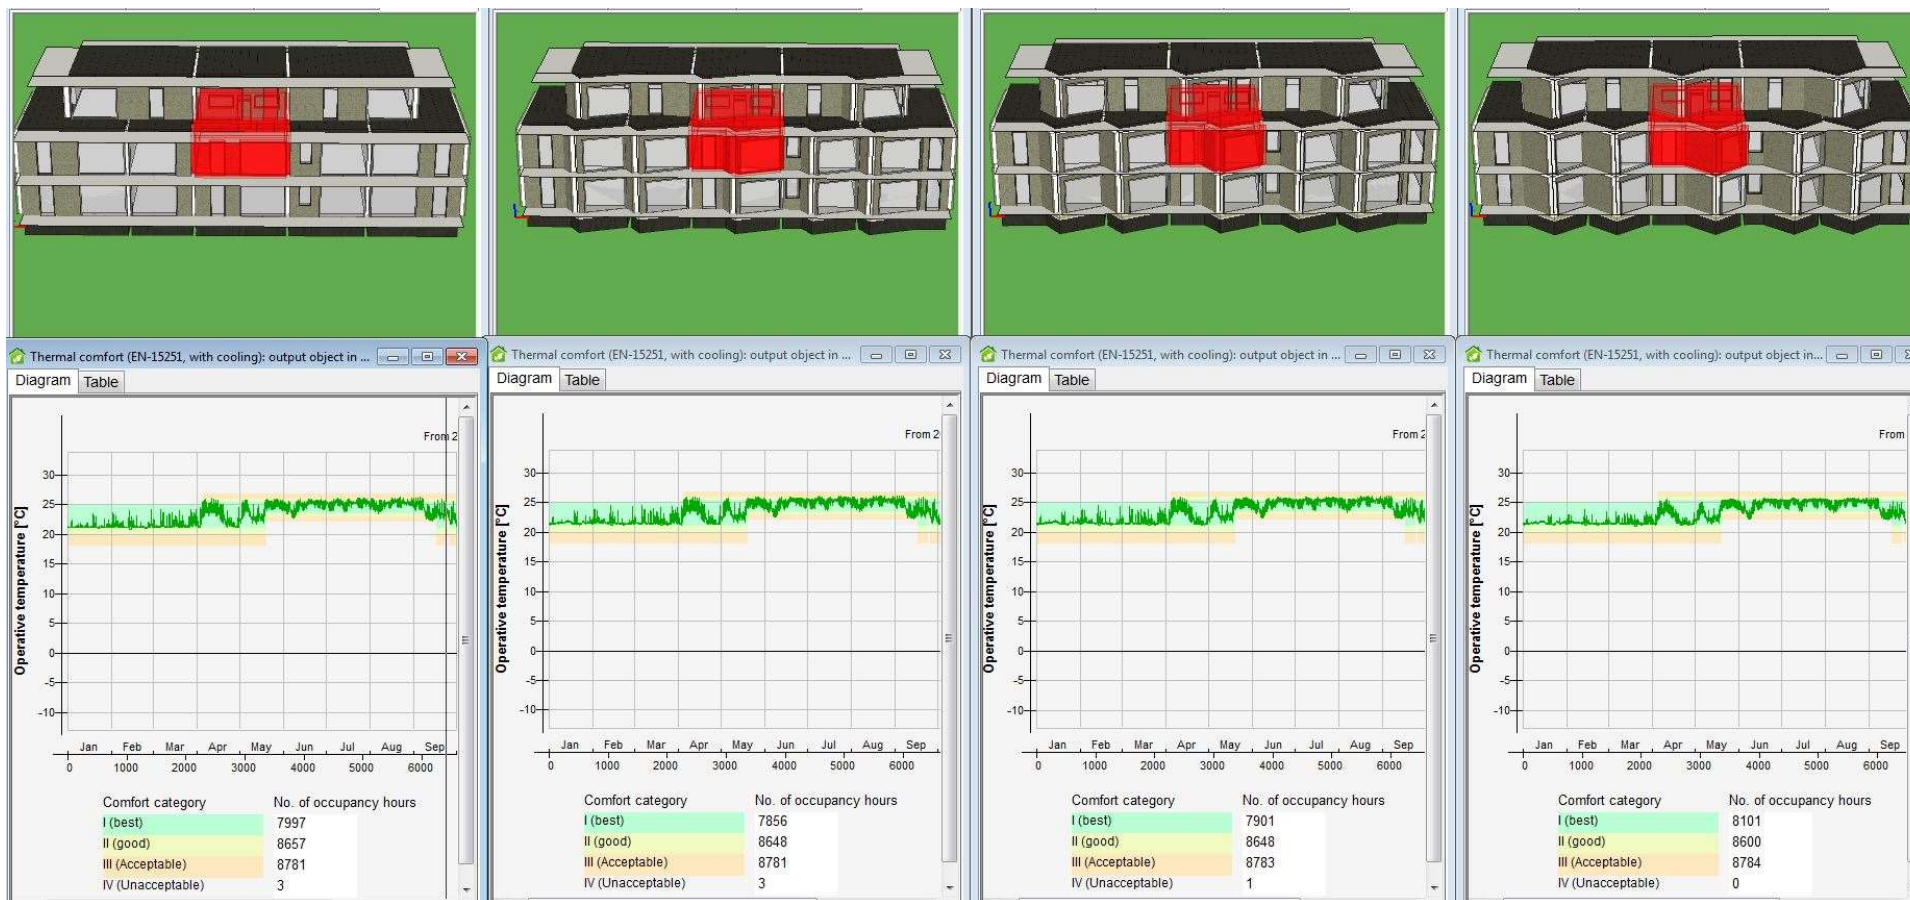 Thermal comfort (EN-15251, with cooling): output object in ...
Diagram Table
From 2
Operative temperature [°C]
30
25
20
15
10
5
0
-5
-10
Jan Feb Mar Apr May Jun Jul Aug Sep
0 1000 2000 3000 4000 5000 6000
Comfort category No. of occupancy hours
I (best) 7997
II (good) 8657
III (Acceptable) 8781
IV (Unacceptable) 3
Thermal comfort (EN-15251, with cooling): output object in ...
Diagram Table
From 2
Operative temperature [°C]
30
25
20
15
10
5
0
-5
-10
Jan Feb Mar Apr May Jun Jul Aug Sep
0 1000 2000 3000 4000 5000 6000
Comfort category No. of occupancy hours
I (best) 7856
II (good) 8648
III (Acceptable) 8781
IV (Unacceptable) 3
Thermal comfort (EN-15251, with cooling): output object in ...
Diagram Table
From 2
Operative temperature [°C]
30
25
20
15
10
5
0
-5
-10
Jan Feb Mar Apr May Jun Jul Aug Sep
0 1000 2000 3000 4000 5000 6000
Comfort category No. of occupancy hours
I (best) 7901
II (good) 8648
III (Acceptable) 8783
IV (Unacceptable) 1
Thermal comfort (EN-15251, with cooling): output object in...
Diagram Table
From
Operative temperature [°C]
30
25
20
15
10
5
0
-5
-10
Jan Feb Mar Apr May Jun Jul Aug Sep
0 1000 2000 3000 4000 5000 6000
Comfort category No. of occupancy hours
I (best) 8101
II (good) 8600
III (Acceptable) 8784
IV (Unacceptable) 0